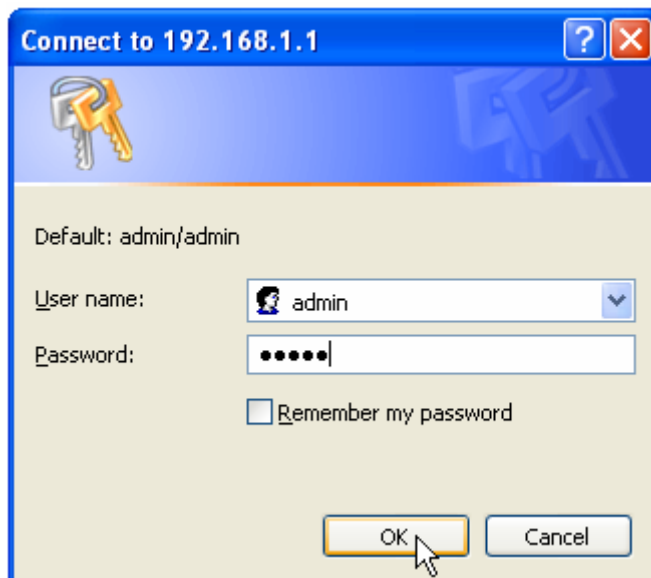 Connect to 192.168.1.1
Default: admin/admin
User name: admin
Password: •••••
Remember my password
OK Cancel